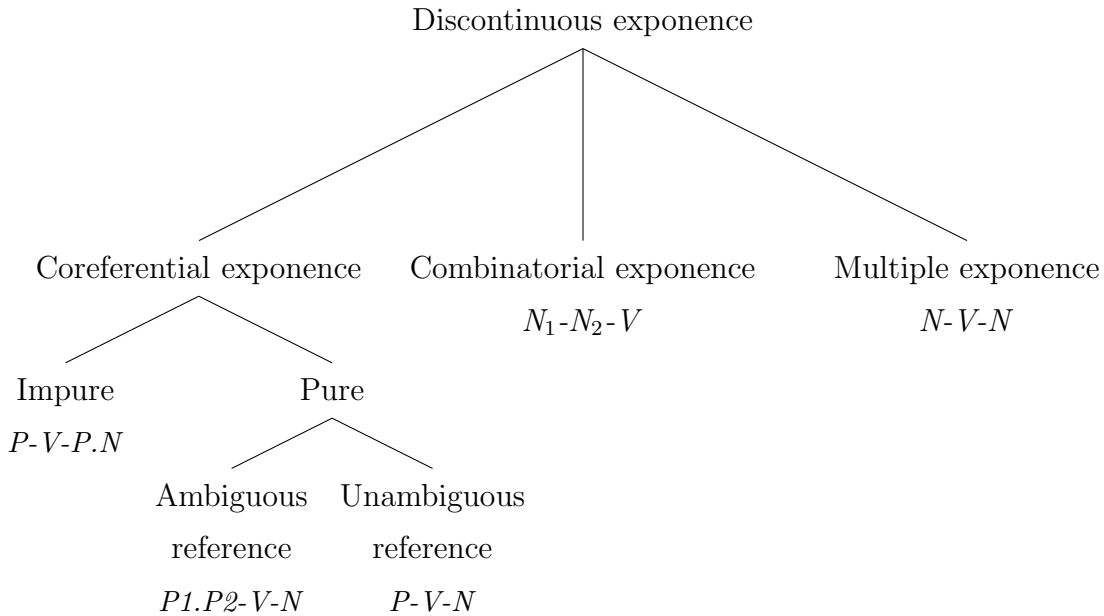 Discontinuous exponence
Coreferential exponence Combinatorial exponence Multiple exponence
N₁-N₂-V N-V-N
Impure Pure
P-V-P.N
Ambiguous Unambiguous
reference reference
P1.P2-V-N P-V-N